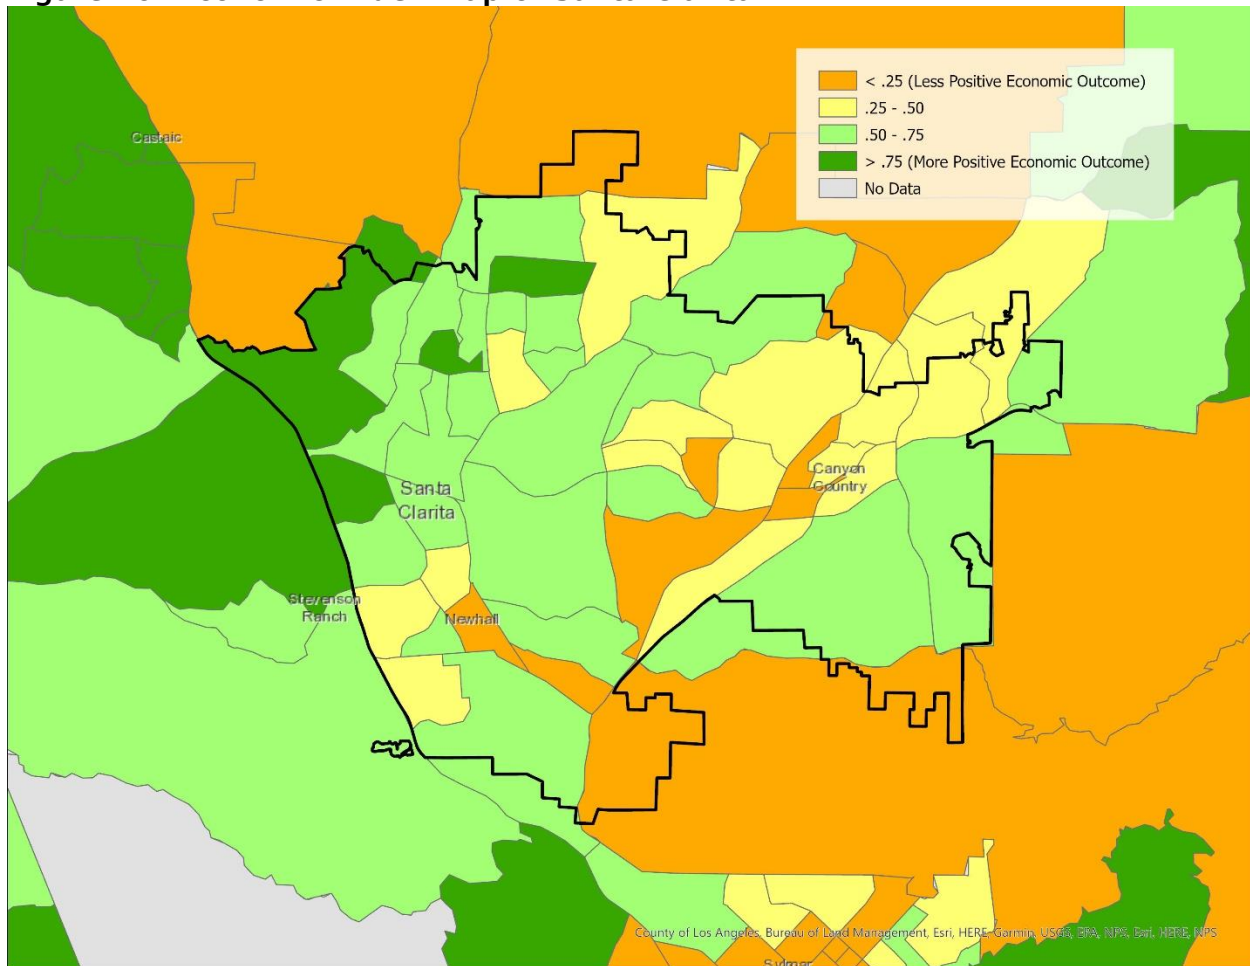 < .25 (Less Positive Economic Outcome)
.25 - .50
.50 - .75
> .75 (More Positive Economic Outcome)
No Data
Castaic
Santa
Clarita
Canyon
Country
Stevenson
Ranch
Newhall
County of Los Angeles, Bureau of Land Management, Esri, HERE, Garmin, USGS, EPA, NPS, Esri, HERE, NPS
Sylmar